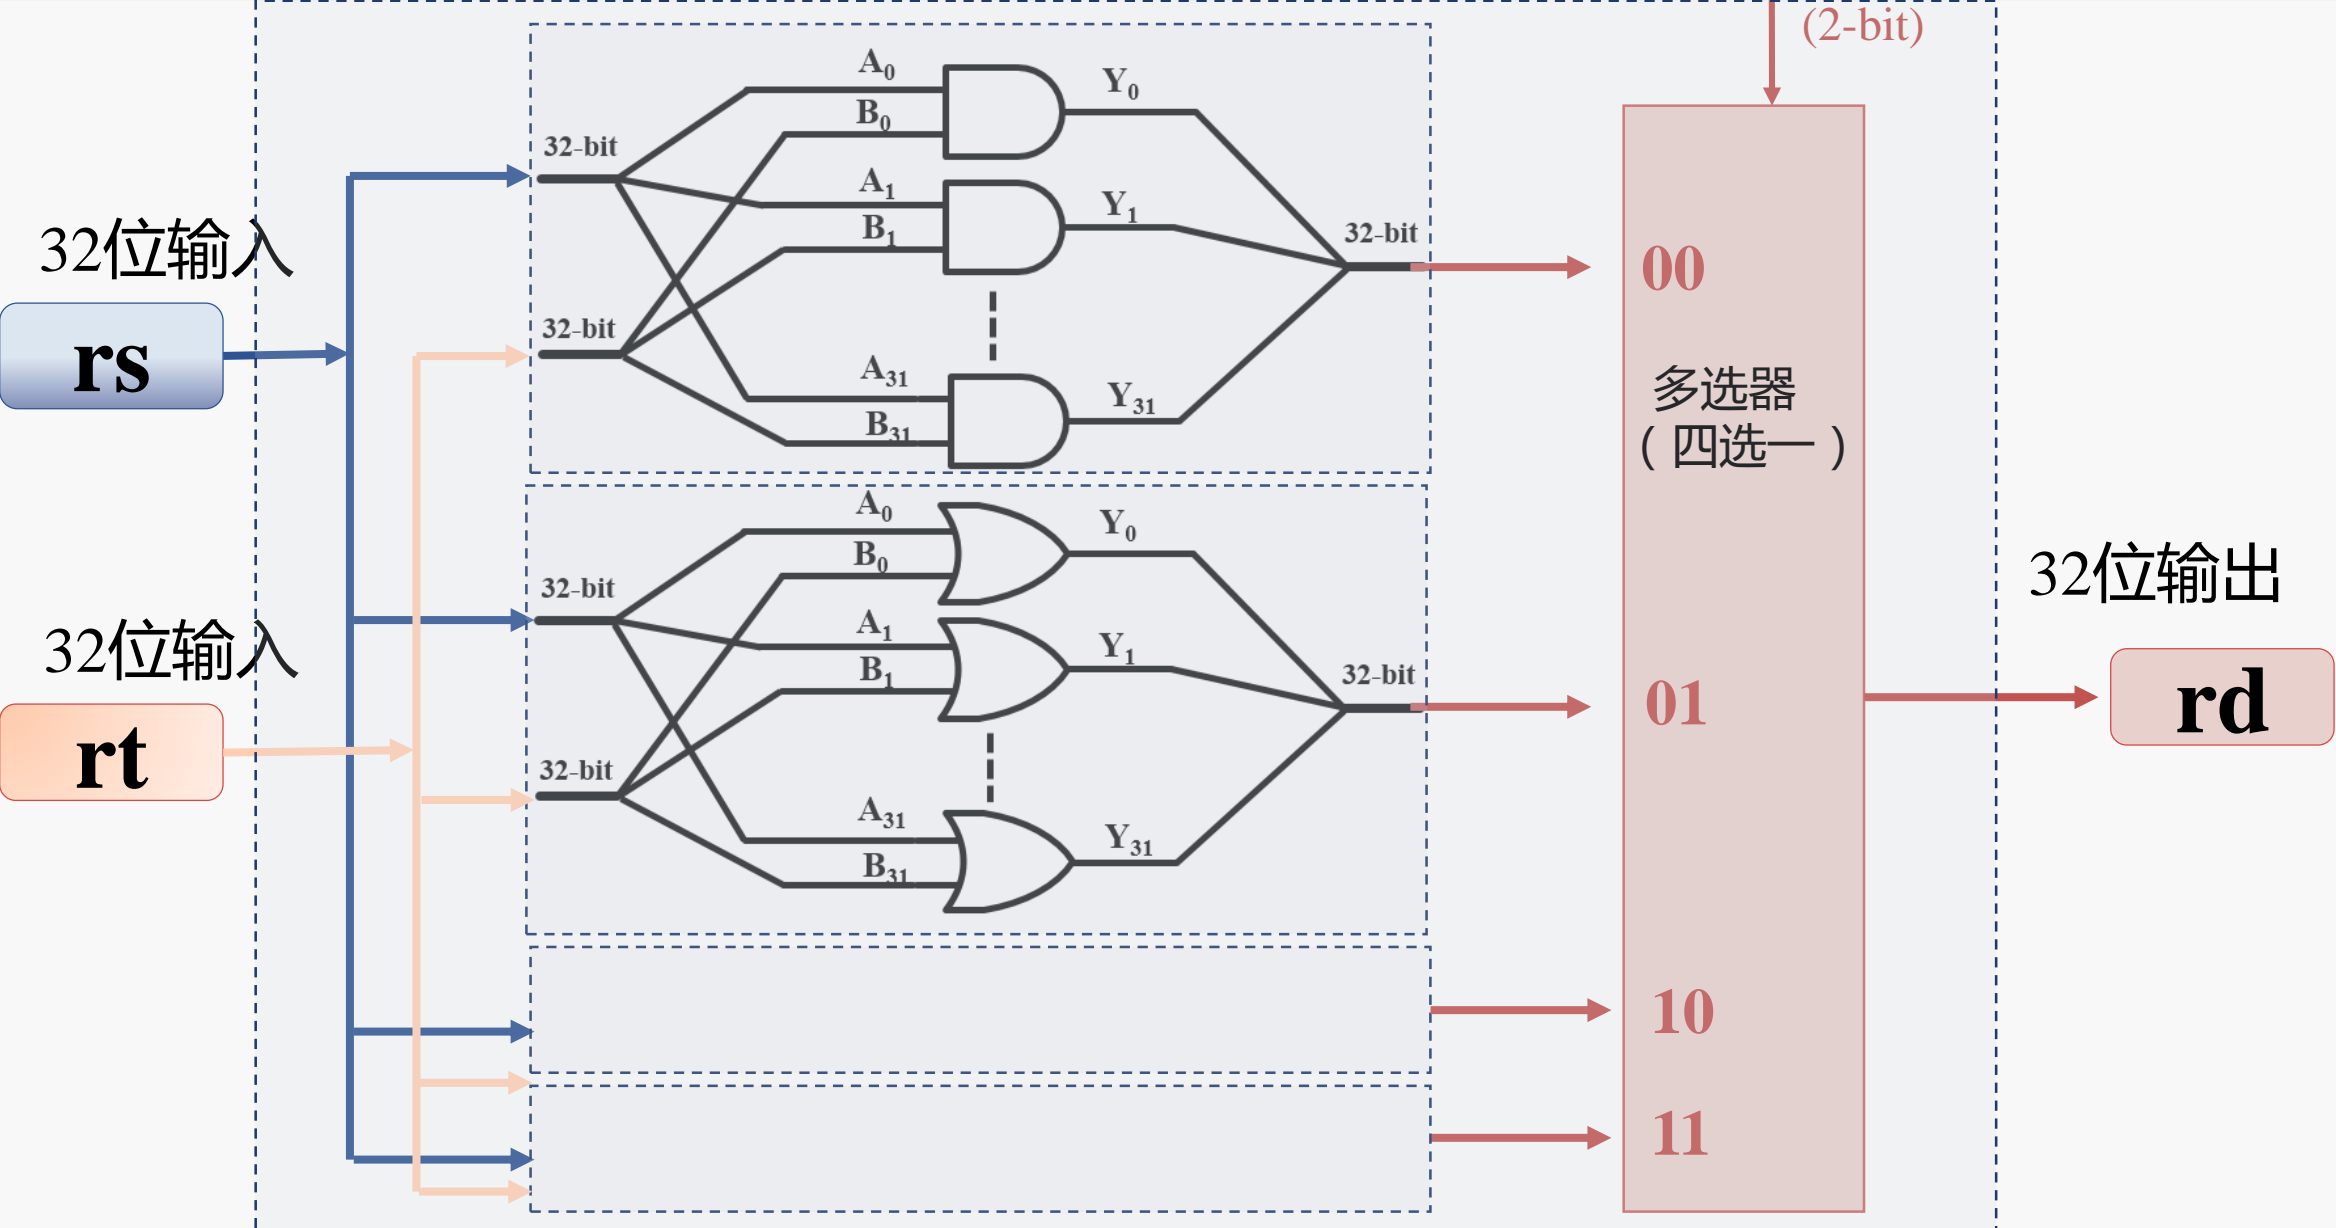 (2-bit)
A0
B0
Y0
32-bit
A1
B1
Y1
32-bit
32位输入
00
rs
32-bit
A31
B31
Y31
多选器
（四选一）
A0
B0
Y0
32-bit
A1
B1
Y1
32-bit
32位输入
01
32位输出
rd
rt
32-bit
A31
B31
Y31
10
11